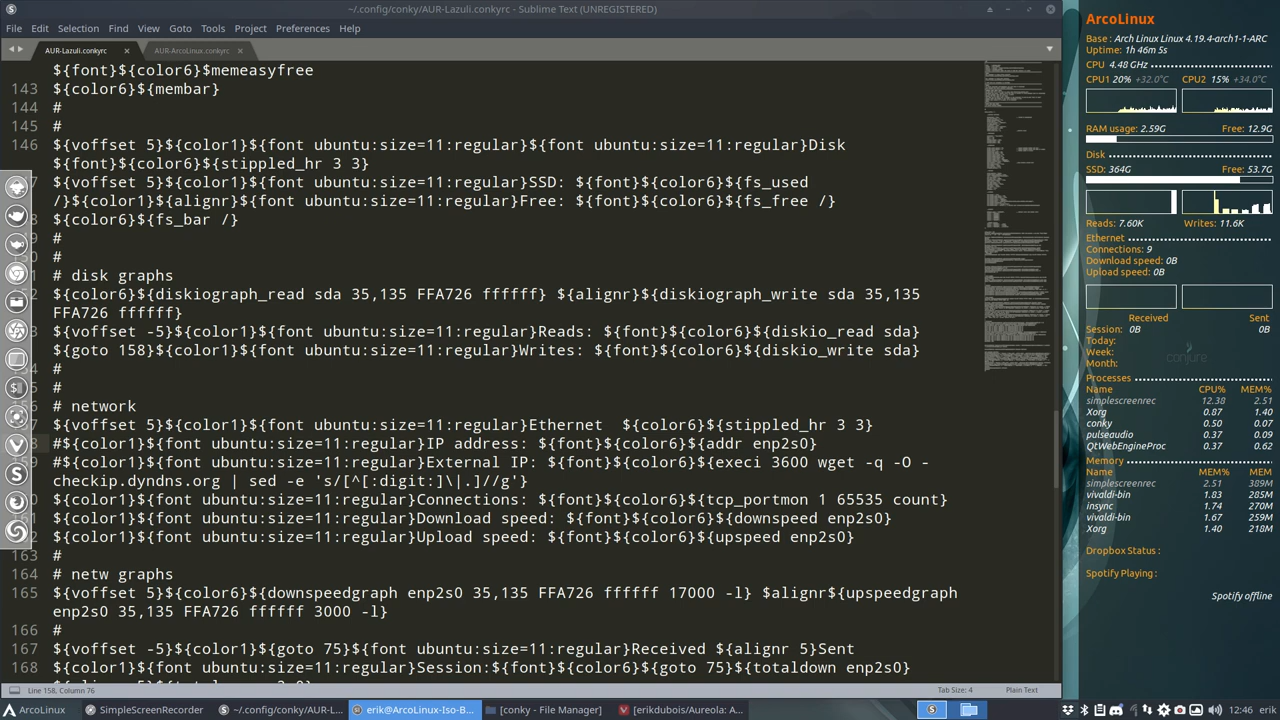 ~/.config/conky/AUR-Lazuli.conkyrc - Sublime Text (UNREGISTERED)
File Edit Selection Find View Goto Tools Project Preferences Help
AUR-Lazuli.conkyrc × AUR-ArcoLinux.conkyrc ×
${font}${color6}$memeasyfree
143 ${color6}${membar}
144 #
145 #
146 ${voffset 5}${color1}${font ubuntu:size=11:regular}${font ubuntu:size=11:regular}Disk
${font}${color6}${stippled_hr 3 3}
7 ${voffset 5}${color1}${font ubuntu:size=11:regular}SSD: ${font}${color6}${fs_used
/}${color1}${alignr}${font ubuntu:size=11:regular}Free: ${font}${color6}${fs_free /}
8 ${color6}${fs_bar /}
9 #
0 #
1 # disk graphs
2 ${color6}${diskiograph_read sda 35,135 FFA726 ffffff} ${alignr}${diskiograph_write sda 35,135
FFA726 ffffff}
3 ${voffset -5}${color1}${font ubuntu:size=11:regular}Reads: ${font}${color6}${diskio_read sda}
${goto 158}${color1}${font ubuntu:size=11:regular}Writes: ${font}${color6}${diskio_write sda}
4 #
5 #
6 # network
7 ${voffset 5}${color1}${font ubuntu:size=11:regular}Ethernet  ${color6}${stippled_hr 3 3}
8 #${color1}${font ubuntu:size=11:regular}IP address: ${font}${color6}${addr enp2s0}
9 #${color1}${font ubuntu:size=11:regular}External IP: ${font}${color6}${execi 3600 wget -q -O -
checkip.dyndns.org | sed -e 's/[^[:digit:]\|.]//g'}
0 ${color1}${font ubuntu:size=11:regular}Connections: ${font}${color6}${tcp_portmon 1 65535 count}
1 ${color1}${font ubuntu:size=11:regular}Download speed: ${font}${color6}${downspeed enp2s0}
2 ${color1}${font ubuntu:size=11:regular}Upload speed: ${font}${color6}${upspeed enp2s0}
163 #
164 # netw graphs
165 ${voffset 5}${color6}${downspeedgraph enp2s0 35,135 FFA726 ffffff 17000 -l} $alignr${upspeedgraph
enp2s0 35,135 FFA726 ffffff 3000 -l}
166 #
167 ${voffset -5}${color1}${goto 75}${font ubuntu:size=11:regular}Received ${alignr 5}Sent
168 ${color1}${font ubuntu:size=11:regular}Session:${font}${color6}${goto 75}${totaldown enp2s0}
Line 158, Column 76 Tab Size: 4 Plain Text
ArcoLinux SimpleScreenRecorder ~/.config/conky/AUR-L... erik@ArcoLinux-Iso-B... [conky - File Manager] erikdubois/Aureola: A... 12:46 erik
ArcoLinux
Base : Arch Linux Linux 4.19.4-arch1-1-ARC
Uptime: 1h 46m 5s
CPU 4.48 GHz
CPU1 20% +32.0°C CPU2 15% +34.0°C
RAM usage: 2.59G Free: 12.9G
Disk
SSD: 364G Free: 53.7G
Reads: 7.60K Writes: 11.6K
Ethernet
Connections: 9
Download speed: 0B
Upload speed: 0B
Received Sent
Session: 0B 0B
Today:
Week:
conjure
Month:
Processes
Name CPU% MEM%
simplescreenrec 12.38 2.51
Xorg 0.87 1.40
conky 0.50 0.07
pulseaudio 0.37 0.09
QtWebEngineProc 0.37 0.62
Memory
Name MEM% MEM
simplescreenrec 2.51 389M
vivaldi-bin 1.83 285M
insync 1.74 270M
vivaldi-bin 1.67 259M
Xorg 1.40 218M
Dropbox Status :
Spotify Playing :
Spotify offline